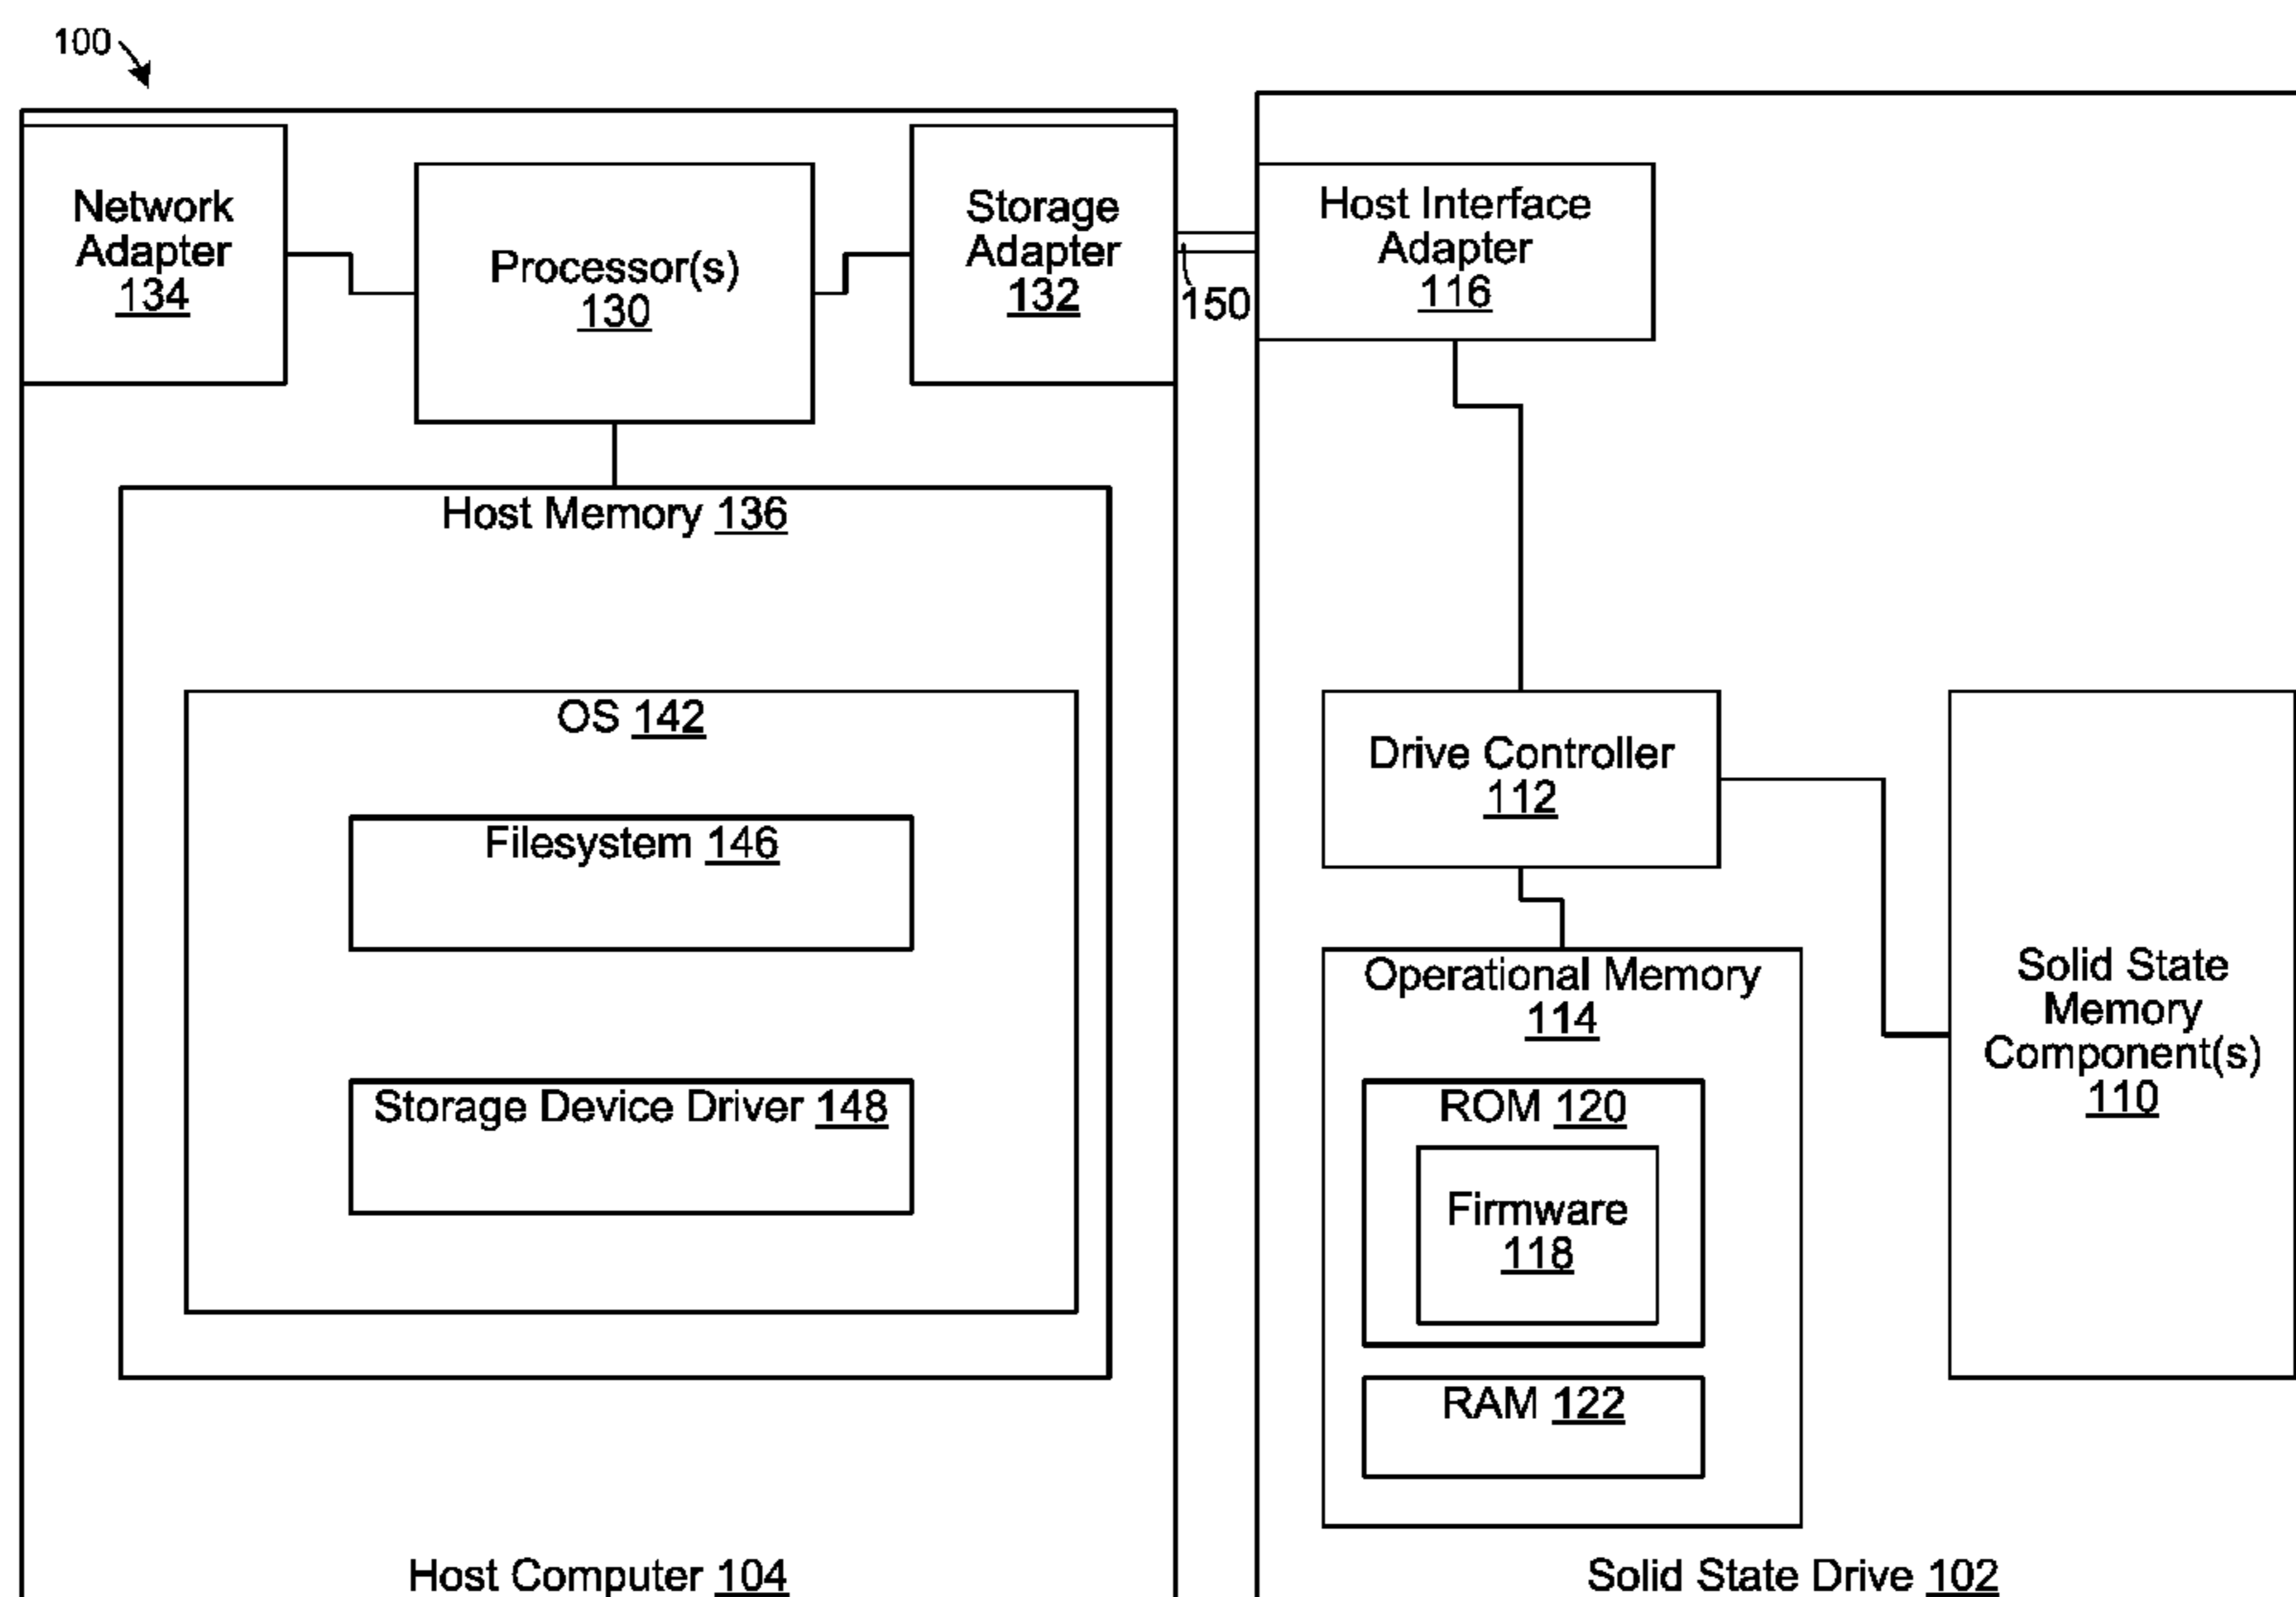 100
Network
Adapter
134
Processor(s)
130
Storage
Adapter
132
150
Host Interface
Adapter
116
Host Memory 136
OS 142
Filesystem 146
Storage Device Driver 148
Host Computer 104
Drive Controller
112
Operational Memory
114
ROM 120
Firmware
118
RAM 122
Solid State
Memory
Component(s)
110
Solid State Drive 102